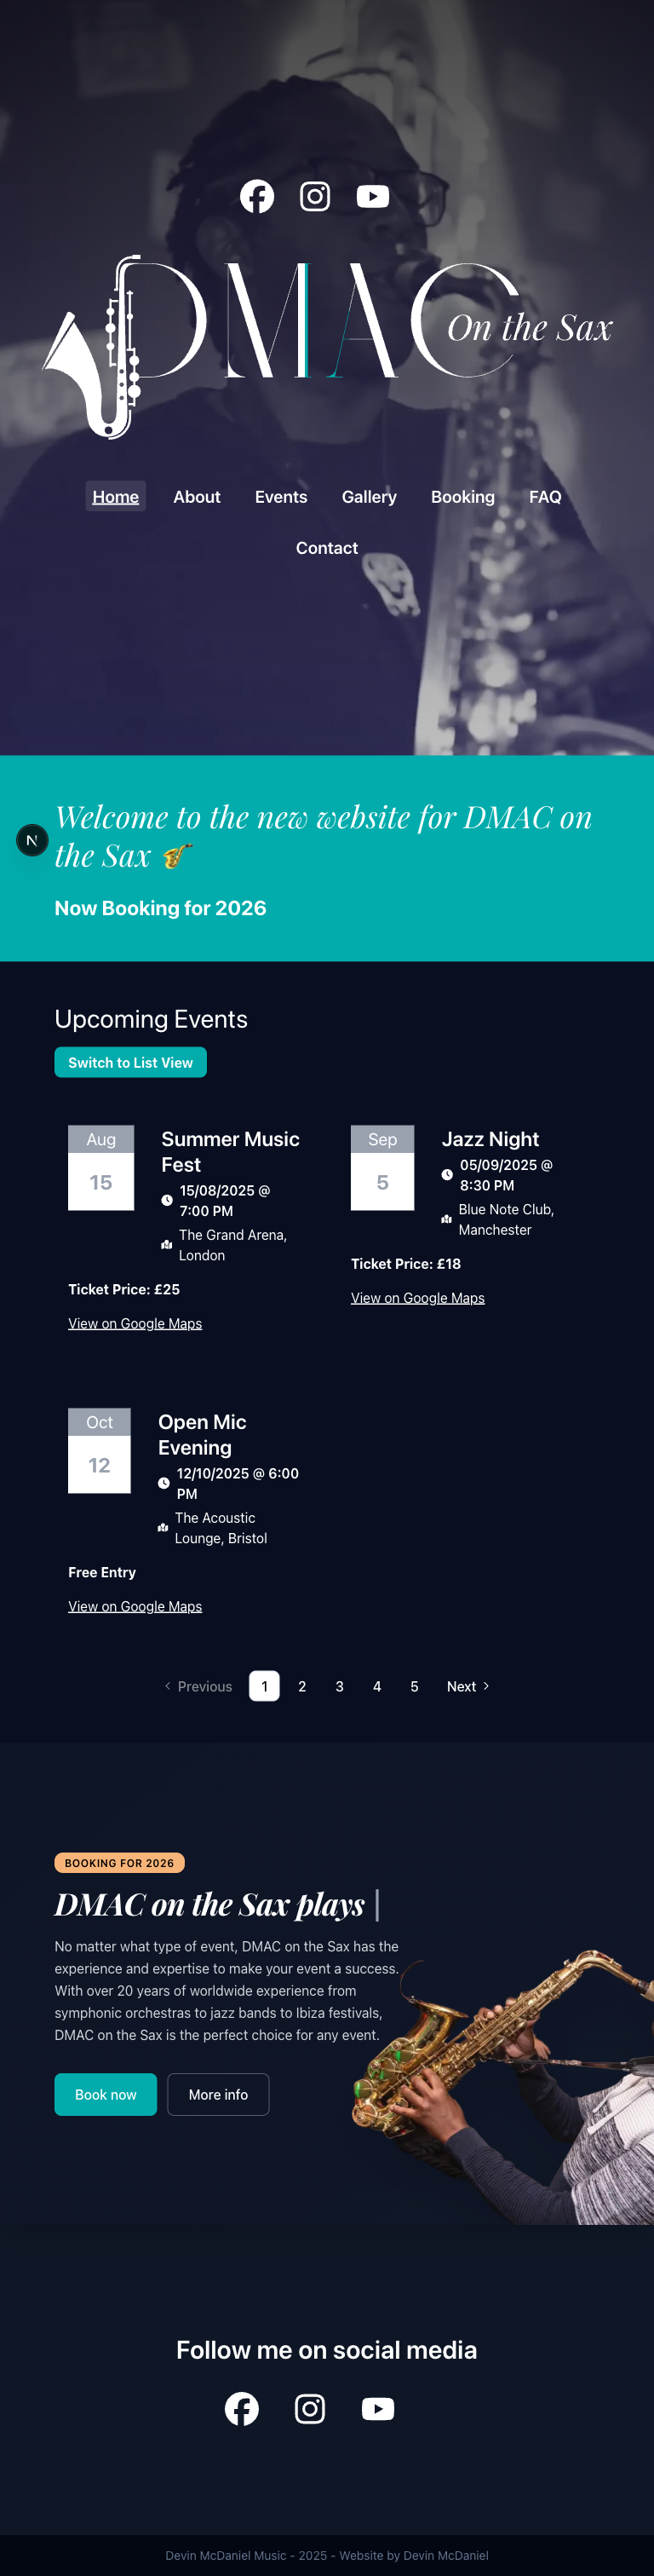 DMAC
On the Sax
Home About Events Gallery Booking FAQ
Contact
N
Welcome to the new website for DMAC on
the Sax 🎷
Now Booking for 2026
Upcoming Events
Switch to List View
Aug
15
Summer Music
Fest
15/08/2025 @
7:00 PM
The Grand Arena,
London
Ticket Price: £25
View on Google Maps
Sep
5
Jazz Night
05/09/2025 @
8:30 PM
Blue Note Club,
Manchester
Ticket Price: £18
View on Google Maps
Oct
12
Open Mic
Evening
12/10/2025 @ 6:00
PM
The Acoustic
Lounge, Bristol
Free Entry
View on Google Maps
Previous 1 2 3 4 5 Next
BOOKING FOR 2026
DMAC on the Sax plays |
No matter what type of event, DMAC on the Sax has the
experience and expertise to make your event a success.
With over 20 years of worldwide experience from
symphonic orchestras to jazz bands to Ibiza festivals,
DMAC on the Sax is the perfect choice for any event.
Book now More info
Follow me on social media
Devin McDaniel Music - 2025 - Website by Devin McDaniel